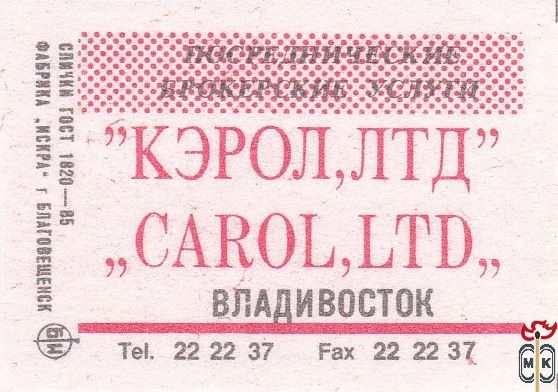 ПОСРЕДНИЧЕСКИЕ
БРОКЕРСКИЕ УСЛУГИ
"КЭРОЛ, ЛТД"
„CAROL, LTD„
ВЛАДИВОСТОК
Tel. 22 22 37 Fax 22 22 37
СПИЧКИ ГОСТ 1820—85
ФАБРИКА „ИСКРА" г БЛАГОВЕЩЕНСК
М К